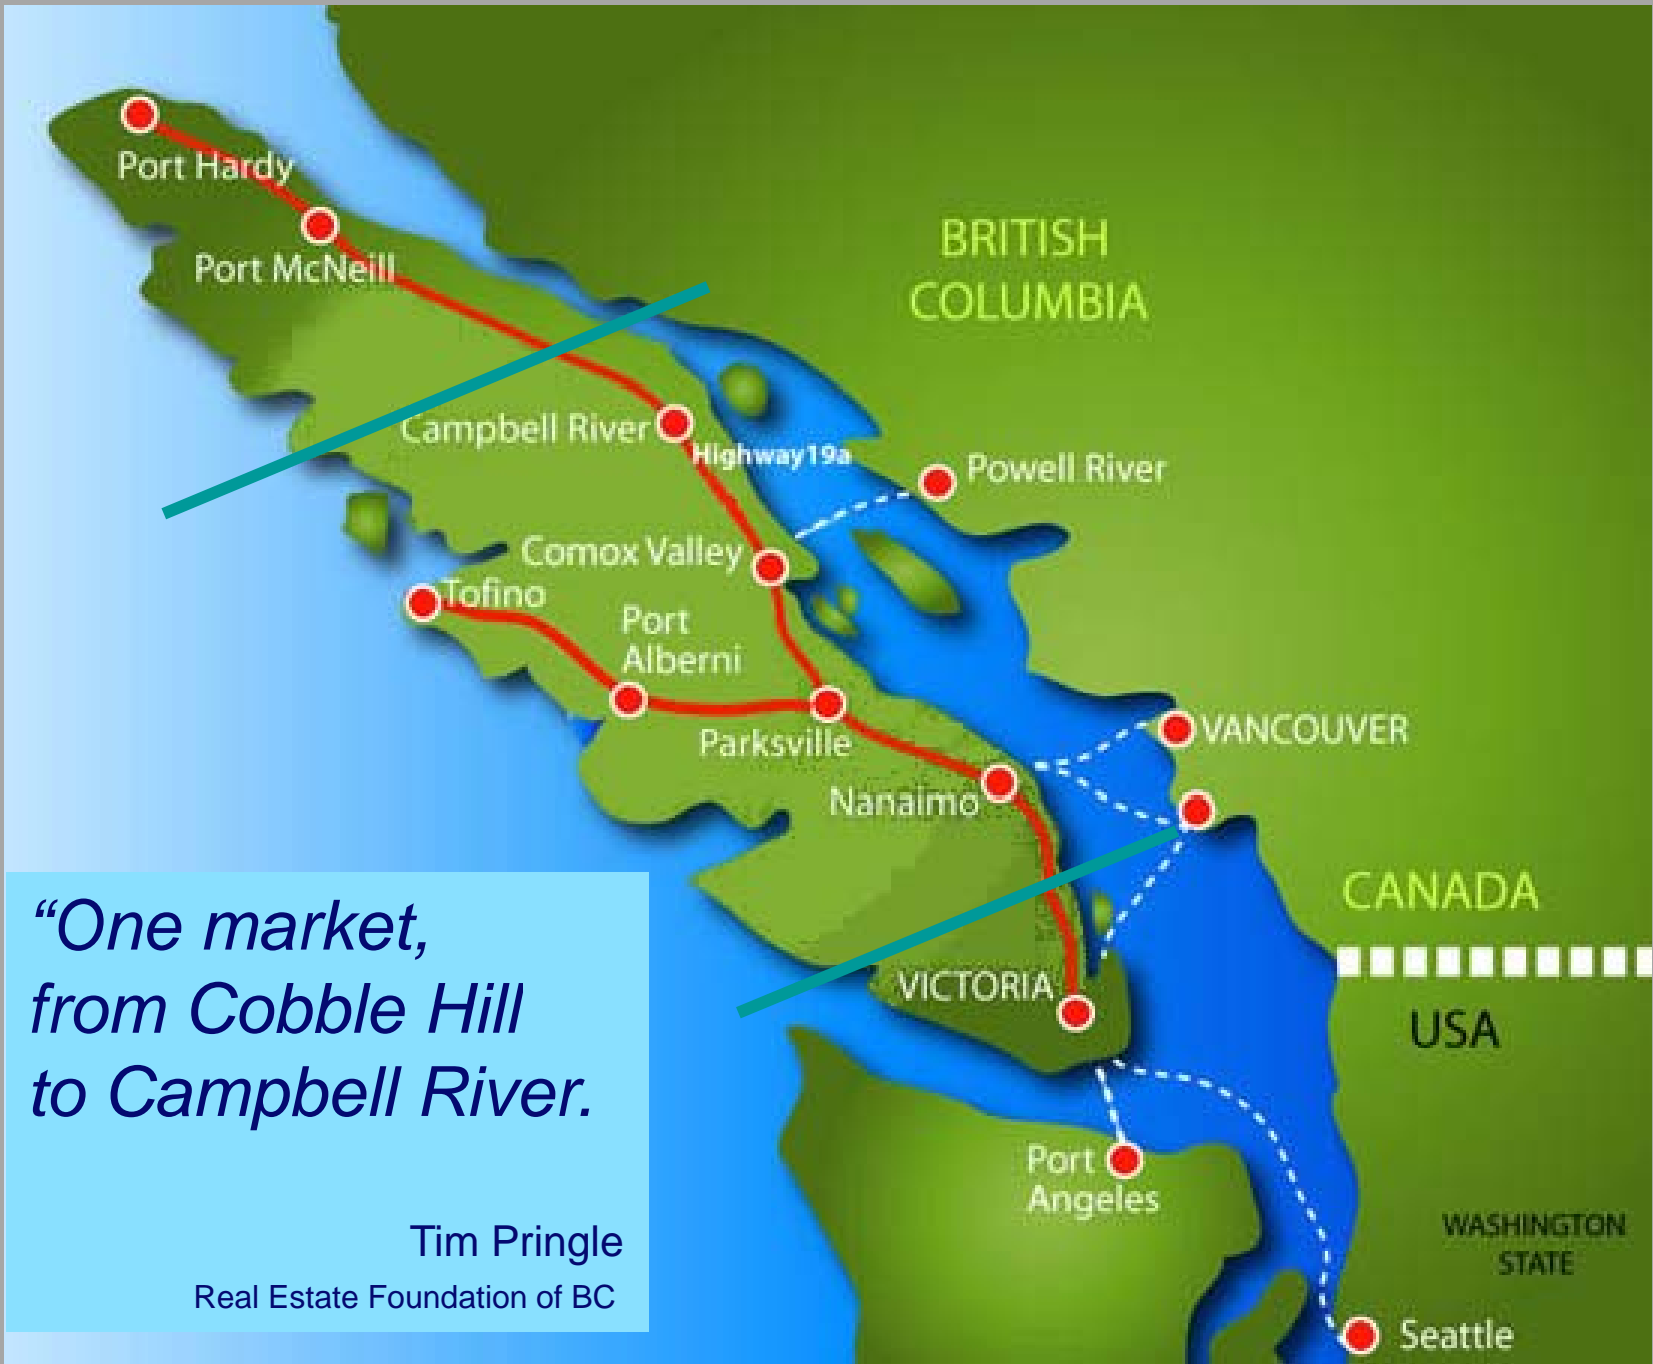 Port Hardy
Port McNeill
BRITISH
COLUMBIA
Campbell River
Highway19a
Powell River
Comox Valley
Tofino
Port
Alberni
Parksville
VANCOUVER
Nanaimo
CANADA
VICTORIA
USA
Port
Angeles
WASHINGTON
STATE
Seattle
“One market,
from Cobble Hill
to Campbell River.
Tim Pringle
Real Estate Foundation of BC